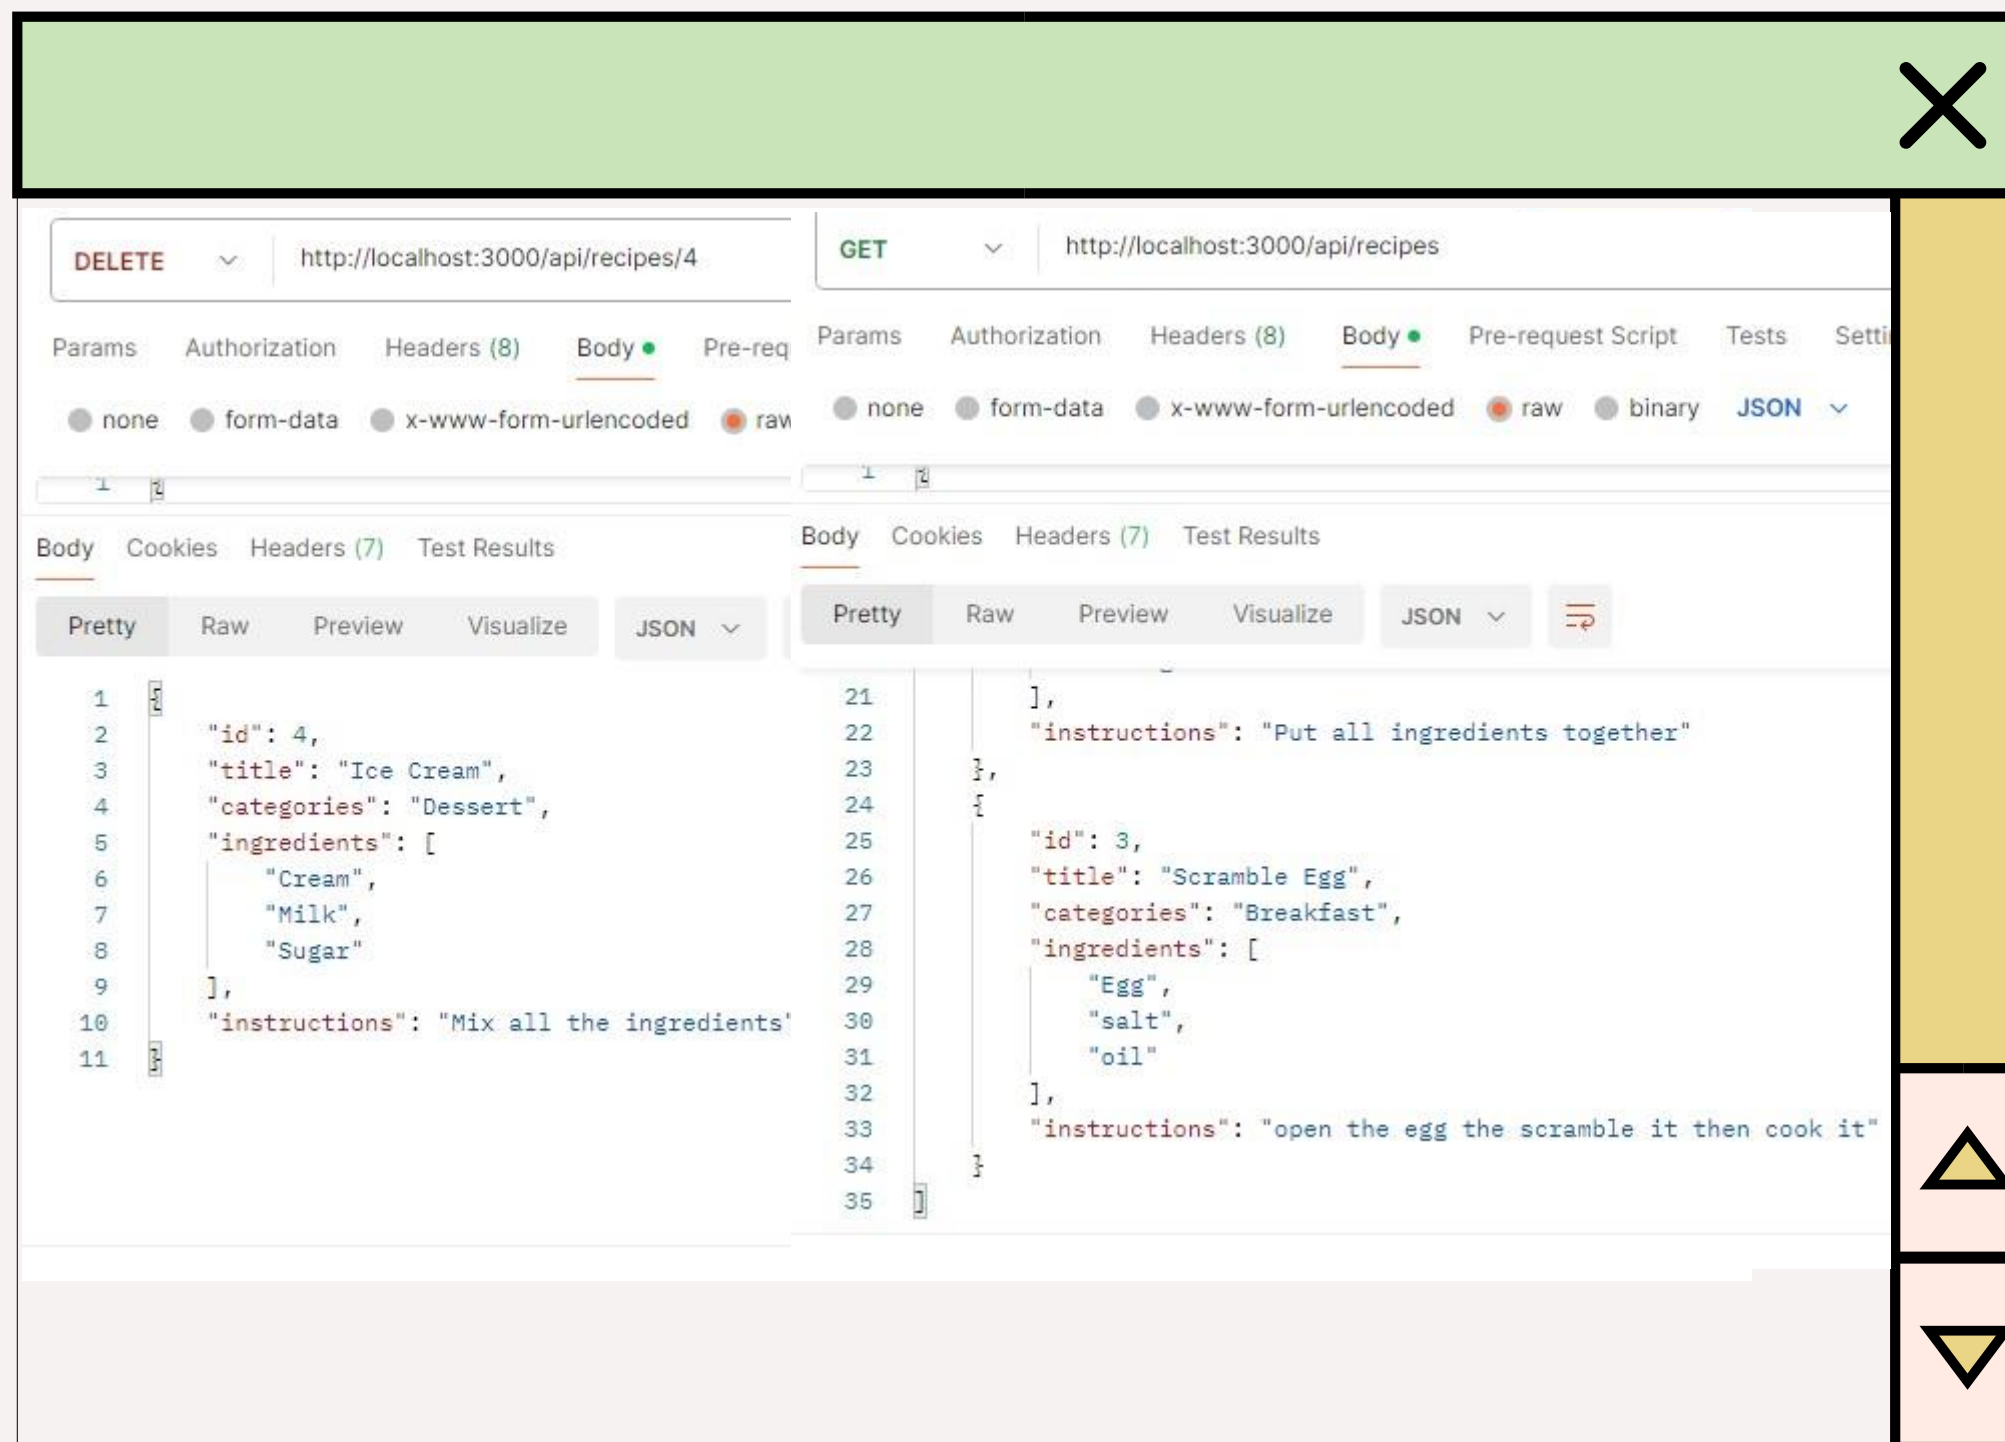 DELETE http://localhost:3000/api/recipes/4
Params Authorization Headers (8) Body
none form-data x-www-form-urlencoded raw
1 {
Body Cookies Headers (7) Test Results
Pretty Raw Preview Visualize JSON
1 {
2 "id": 4,
3 "title": "Ice Cream",
4 "categories": "Dessert",
5 "ingredients": [
6 "Cream",
7 "Milk",
8 "Sugar"
9 ],
10 "instructions": "Mix all the ingredients"
11 }
GET http://localhost:3000/api/recipes
Params Authorization Headers (8) Body Pre-request Script Tests
none form-data x-www-form-urlencoded raw binary JSON
1 {
Body Cookies Headers (7) Test Results
Pretty Raw Preview Visualize JSON
21 ],
22 "instructions": "Put all ingredients together"
23 },
24 {
25 "id": 3,
26 "title": "Scramble Egg",
27 "categories": "Breakfast",
28 "ingredients": [
29 "Egg",
30 "salt",
31 "oil"
32 ],
33 "instructions": "open the egg the scramble it then cook it"
34 }
35 ]